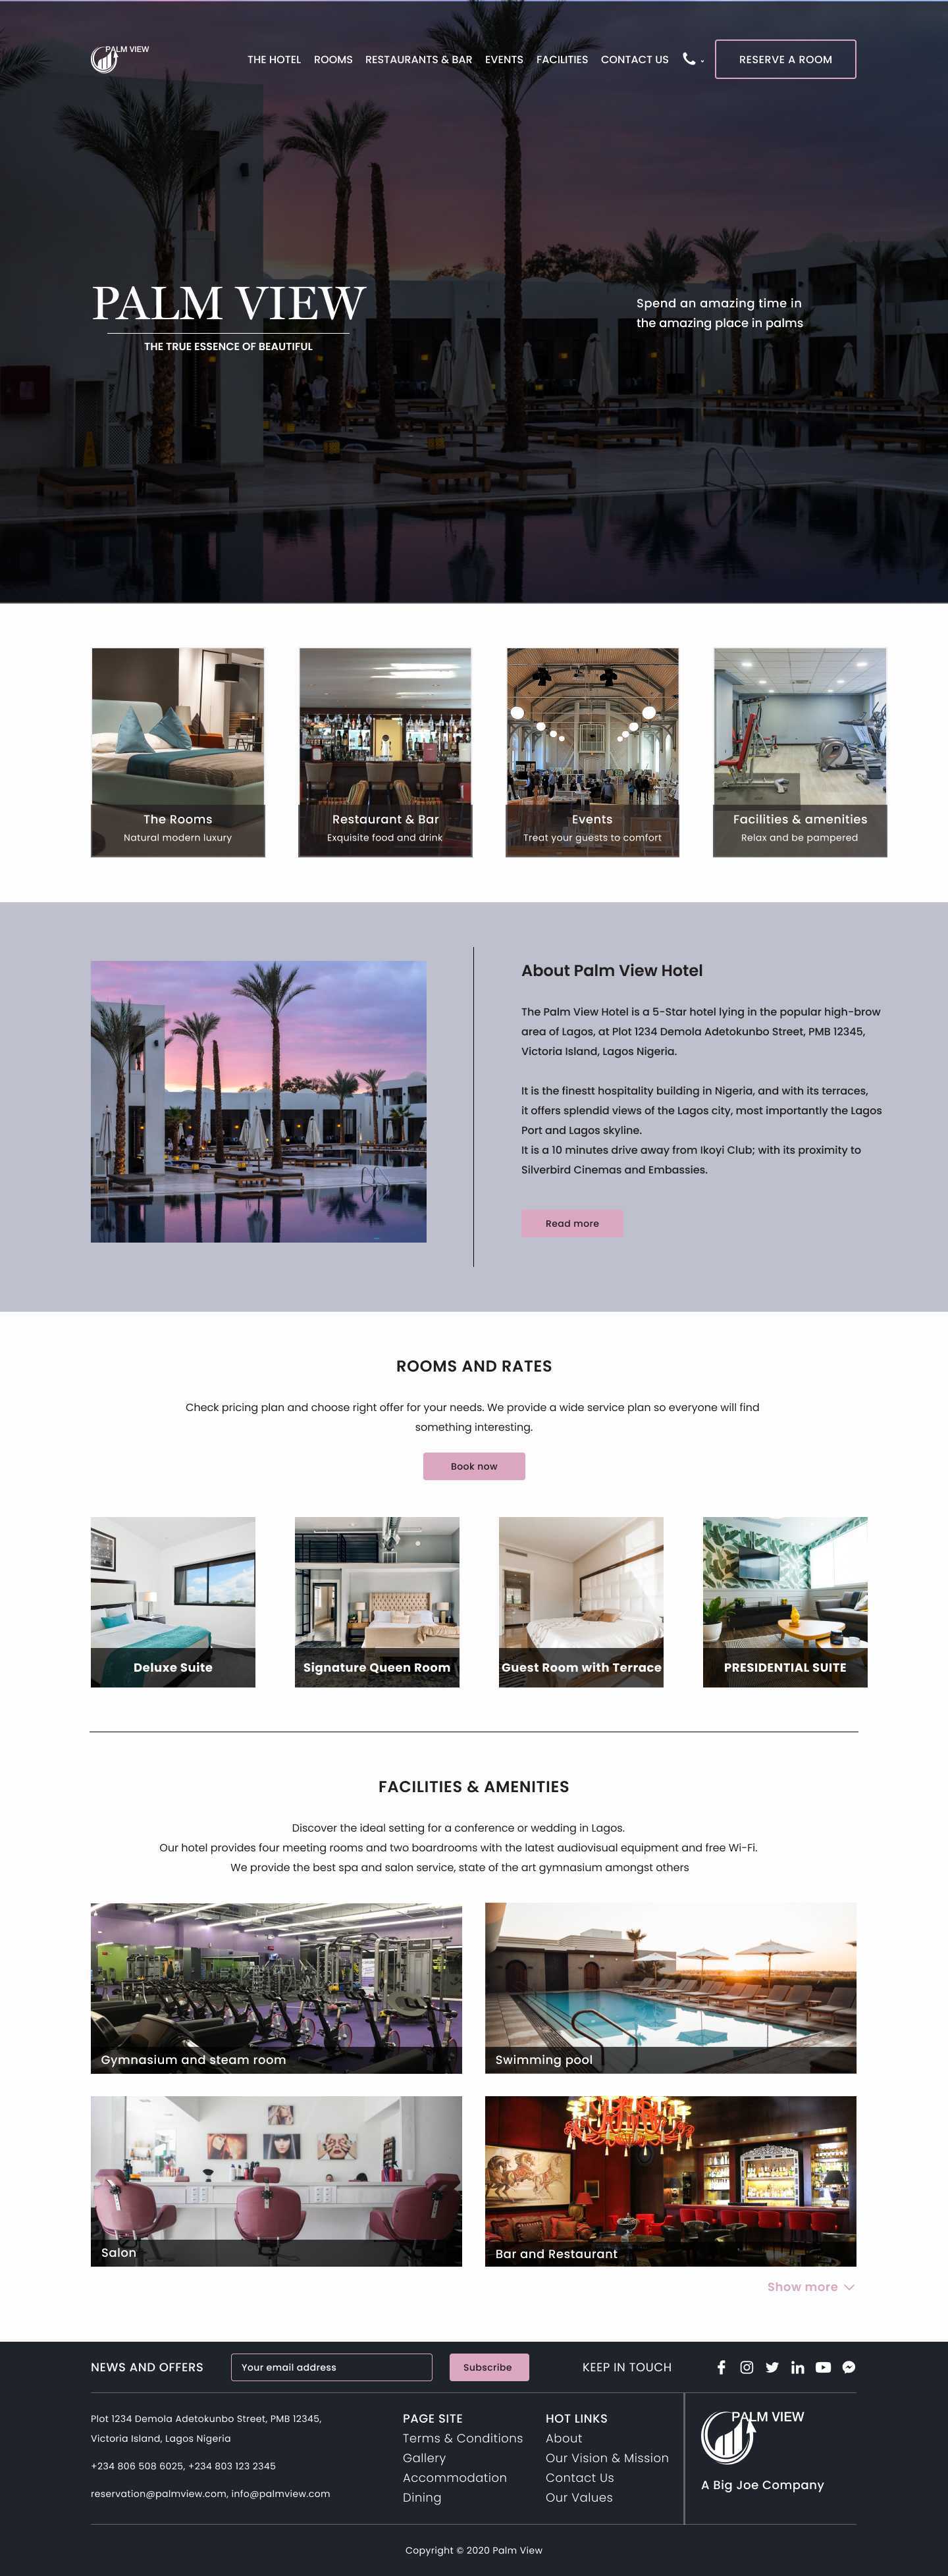 PALM VIEW
THE HOTEL ROOMS RESTAURANTS & BAR EVENTS FACILITIES CONTACT US RESERVE A ROOM
PALM VIEW
THE TRUE ESSENCE OF BEAUTIFUL
Spend an amazing time in
the amazing place in palms
The Rooms
Natural modern luxury
Restaurant & Bar
Exquisite food and drink
Events
Treat your guests to comfort
Facilities & amenities
Relax and be pampered
About Palm View Hotel
The Palm View Hotel is a 5-Star hotel lying in the popular high-brow
area of Lagos, at Plot 1234 Demola Adetokunbo Street, PMB 12345,
Victoria Island, Lagos Nigeria.
It is the finestt hospitality building in Nigeria, and with its terraces,
it offers splendid views of the Lagos city, most importantly the Lagos
Port and Lagos skyline.
It is a 10 minutes drive away from Ikoyi Club; with its proximity to
Silverbird Cinemas and Embassies.
Read more
ROOMS AND RATES
Check pricing plan and choose right offer for your needs. We provide a wide service plan so everyone will find
something interesting.
Book now
Deluxe Suite
Signature Queen Room
Guest Room with Terrace
PRESIDENTIAL SUITE
FACILITIES & AMENITIES
Discover the ideal setting for a conference or wedding in Lagos.
Our hotel provides four meeting rooms and two boardrooms with the latest audiovisual equipment and free Wi-Fi.
We provide the best spa and salon service, state of the art gymnasium amongst others
Gymnasium and steam room
Swimming pool
Salon
Bar and Restaurant
Show more
NEWS AND OFFERS
Your email address
Subscribe
KEEP IN TOUCH
Plot 1234 Demola Adetokunbo Street, PMB 12345,
Victoria Island, Lagos Nigeria
+234 806 508 6025, +234 803 123 2345
reservation@palmview.com, info@palmview.com
PAGE SITE
Terms & Conditions
Gallery
Accommodation
Dining
HOT LINKS
About
Our Vision & Mission
Contact Us
Our Values
PALM VIEW
A Big Joe Company
Copyright © 2020 Palm View